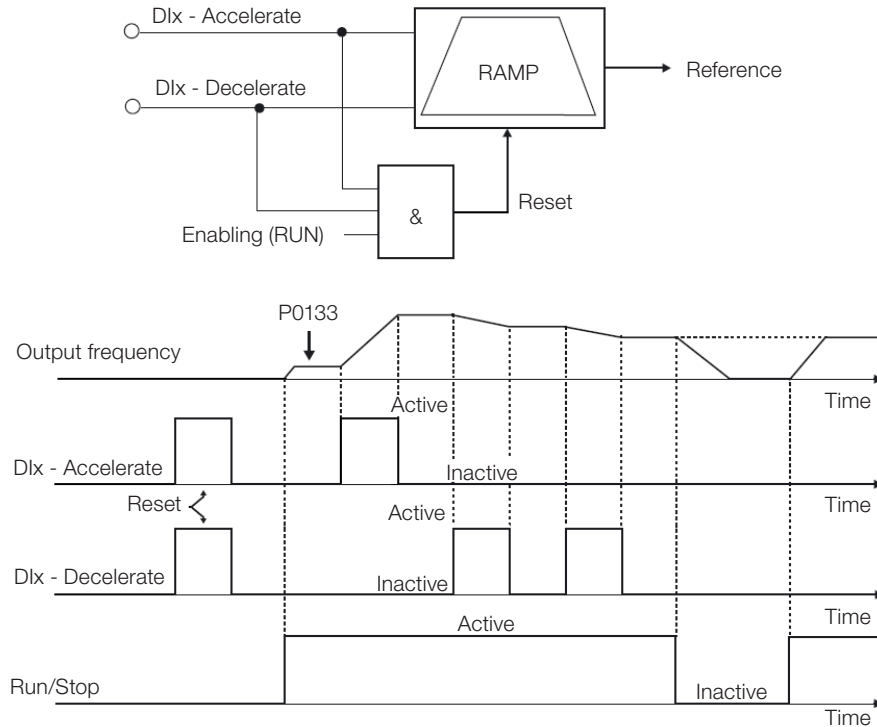 DIx - Accelerate
RAMP
Reference
DIx - Decelerate
&
Reset
Enabling (RUN)
P0133
Output frequency
Time
Active
DIx - Accelerate
Inactive
Time
Reset
Active
DIx - Decelerate
Inactive
Time
Active
Run/Stop
Inactive
Time